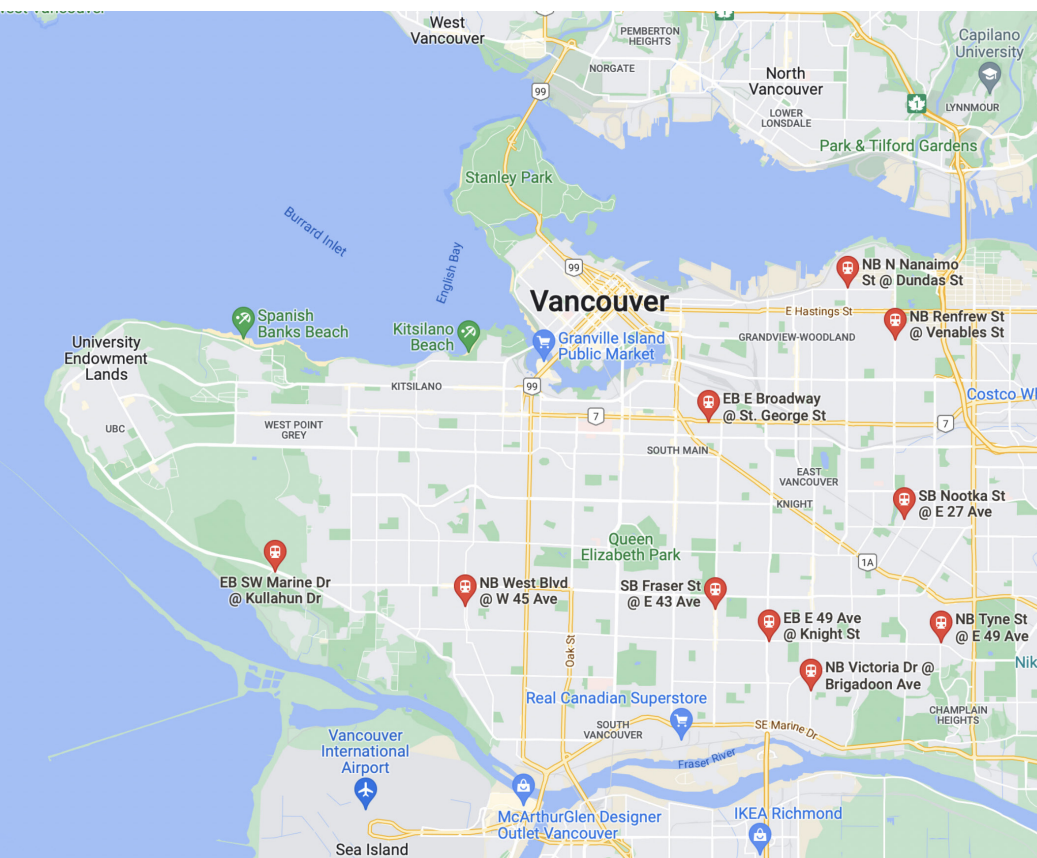 West Vancouver
West
Vancouver
99
PEMBERTON
HEIGHTS
NORGATE
1
Capilano
University
North
Vancouver
1
LYNNMOUR
LOWER
LONSDALE
Park & Tilford Gardens
Stanley Park
Burrard Inlet
English Bay
99
NB N Nanaimo
St @ Dundas St
Vancouver
E Hastings St
NB Renfrew St
@ Venables St
Spanish
Banks Beach
Kitsilano
Beach
Granville Island
Public Market
GRANDVIEW-WOODLAND
University
Endowment
Lands
KITSILANO
99
EB E Broadway
@ St. George St
Costco Wh
7
7
UBC
WEST POINT
GREY
SOUTH MAIN
EAST
VANCOUVER
KNIGHT
SB Nootka St
@ E 27 Ave
Queen
Elizabeth Park
1A
EB SW Marine Dr
@ Kullahun Dr
NB West Blvd
@ W 45 Ave
SB Fraser St
@ E 43 Ave
EB E 49 Ave
@ Knight St
NB Tyne St
@ E 49 Ave
Oak St
Nik
NB Victoria Dr @
Brigadoon Ave
Real Canadian Superstore
CHAMPLAIN
HEIGHTS
SOUTH
VANCOUVER
SE Marine Dr
Vancouver
International
Airport
Fraser River
McArthurGlen Designer
Outlet Vancouver
IKEA Richmond
Sea Island